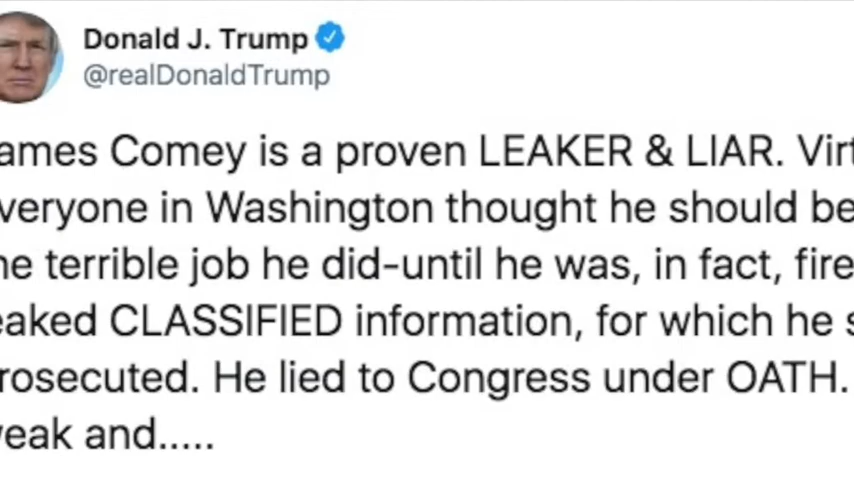 Donald J. Trump
@realDonaldTrump
ames Comey is a proven LEAKER & LIAR. Virt
veryone in Washington thought he should be
he terrible job he did-until he was, in fact, fire
eaked CLASSIFIED information, for which he s
rosecuted. He lied to Congress under OATH.
weak and.....